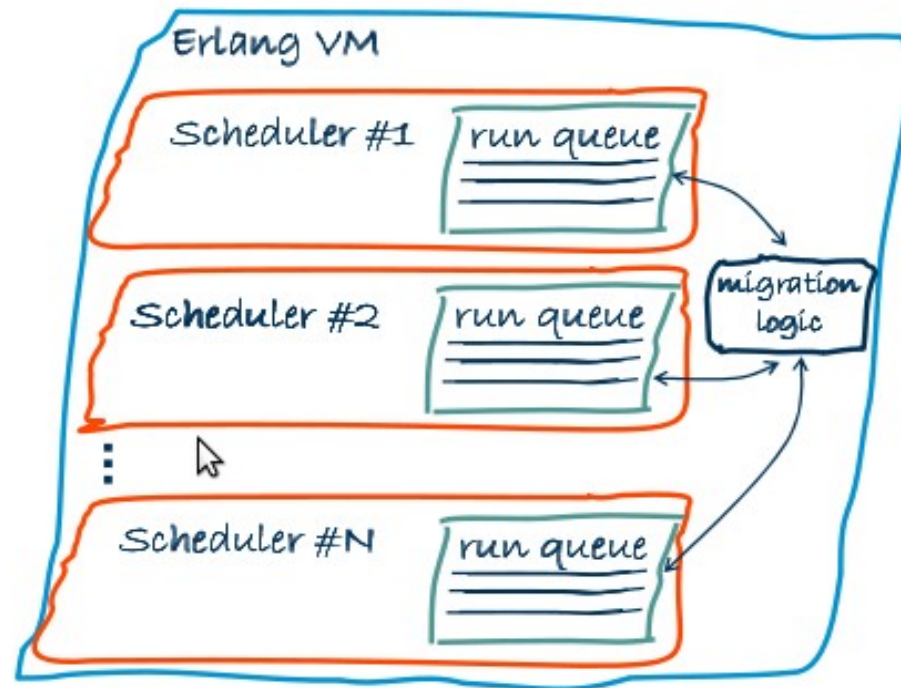 Erlang VM
Scheduler #1
run queue
Scheduler #2
run queue
migration
logic
⋮
Scheduler #N
run queue